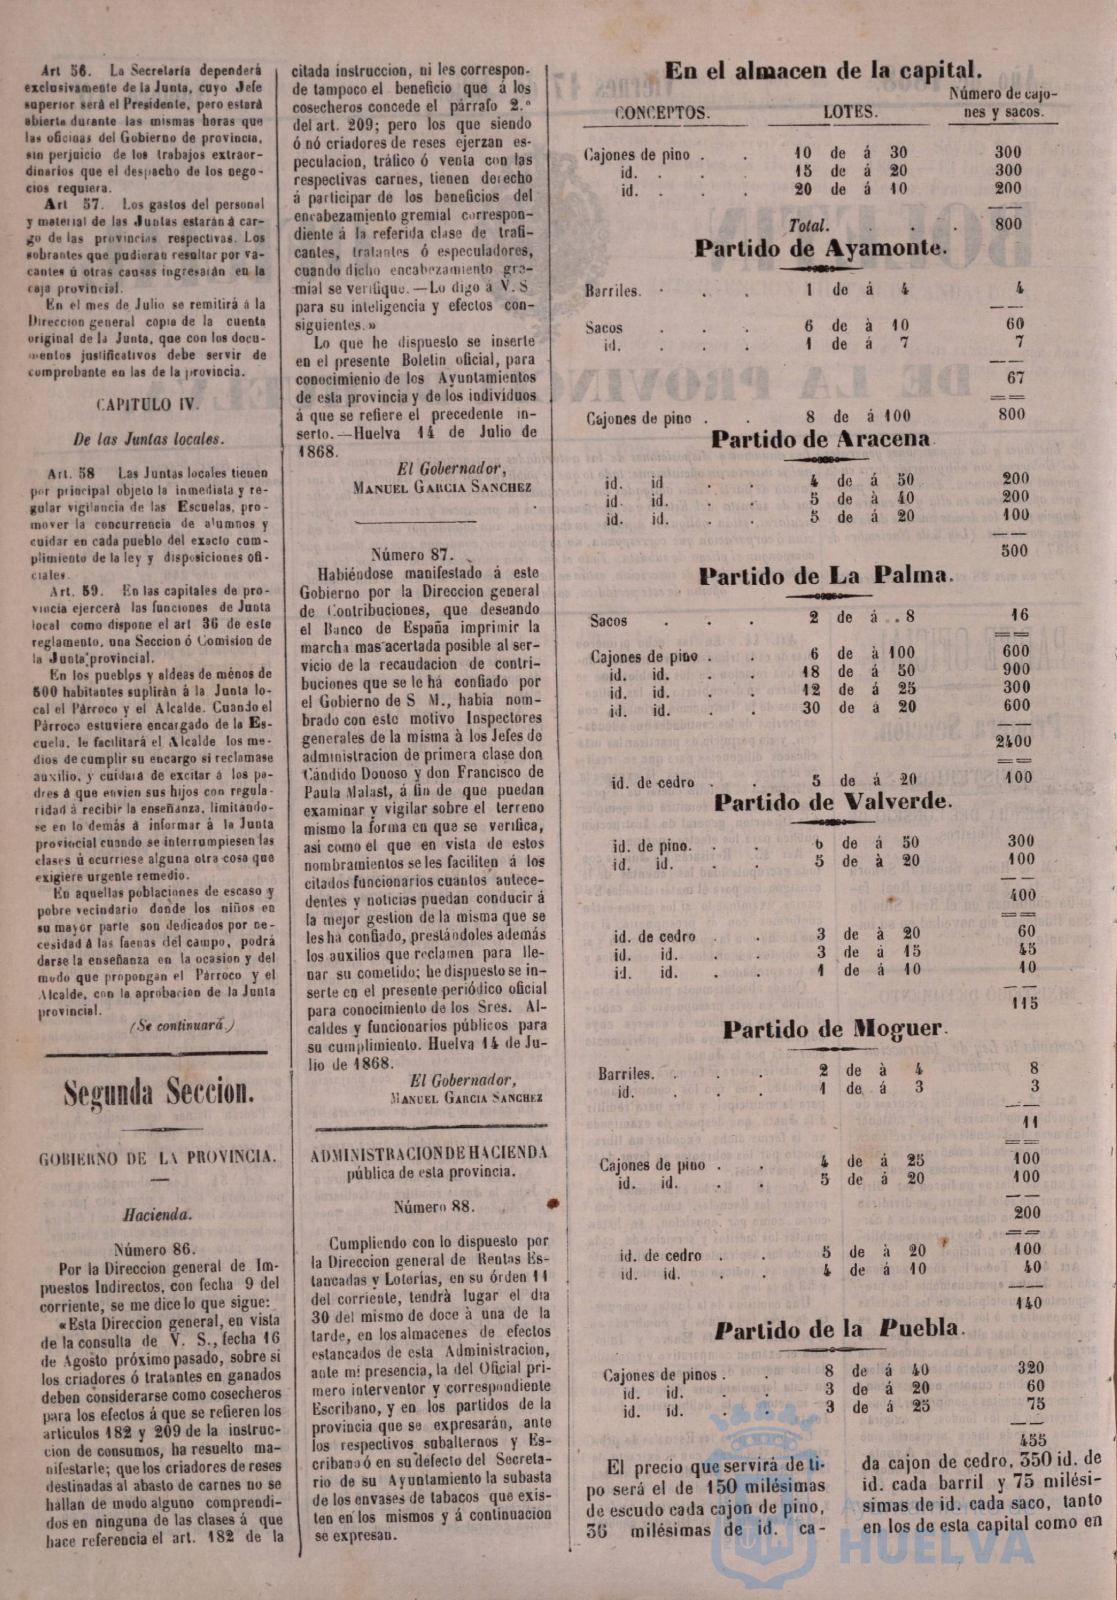 Art 56. La Secretaría dependerá
exclusivamente de la Junta, cuyo Jefe
superior será el Presidente, pero estará
abierta durante las mismas horas que
las oficinas del Gobierno de provincia,
sin perjuicio de los trabajos extraor-
dinarios que el despacho de los nego-
cios requiera.
Art 57. Los gastos del personal
y material de las Juntas estarán á car-
go de las provincias respectivas. Los
sobrantes que pudieran resultar por va-
cantes ú otras causas ingresarán en la
caja provincial.
En el mes de Julio se remitirá á la
Direccion general copia de la cuenta
original de la Junta, que con los docu-
mentos justificativos debe servir de
comprobante en las de la provincia.
CAPITULO IV.
De las Juntas locales.
Art. 58 Las Juntas locales tienen
por principal objeto la inmediata y re-
gular vigilancia de las Escuelas, pro-
mover la concurrencia de alumnos y
cuidar en cada pueblo del exacto cum-
plimiento de la ley y disposiciones ofi-
ciales.
Art. 59. En las capitales de pro-
vincia ejercerá las funciones de Junta
local como dispone el art 36 de este
reglamento, una Seccion ó Comision de
la Junta provincial.
En los pueblos y aldeas de ménos de
500 habitantes suplirán á la Junta lo-
cal el Párroco y el Alcalde. Cuando el
Párroco estuviere encargado de la Es-
cuela, le facilitará el Alcalde los me-
dios de cumplir su encargo si reclamase
auxilio, y cuidará de excitar á los pa-
dres á que envien sus hijos con regula-
ridad á recibir la enseñanza, limitándo-
se en lo demás á informar á la Junta
provincial cuando se interrumpiesen las
clases ú ocurriese alguna otra cosa que
exigiere urgente remedio.
En aquellas poblaciones de escaso y
pobre vecindario donde los niños en
su mayor parte son dedicados por ne-
cesidad á las faenas del campo, podrá
darse la enseñanza en la ocasion y del
modo que propongan el Párroco y el
Alcalde, con la aprobacion de la Junta
provincial.
(Se continuará.)
Segunda Seccion.
GOBIERNO DE LA PROVINCIA.
Hacienda.
Número 86.
Por la Direccion general de Im-
puestos Indirectos, con fecha 9 del
corriente, se me dice lo que sigue:
«Esta Direccion general, en vista
de la consulta de V. S., fecha 16
de Agosto próximo pasado, sobre si
los criadores ó tratantes en ganados
deben considerarse como cosecheros
para los efectos á que se refieren los
artículos 182 y 209 de la instruc-
cion de consumos, ha resuelto ma-
nifestarle; que los criadores de reses
destinadas al abasto de carnes no se
hallan de modo alguno comprendi-
dos en ninguna de las clases á que
hace referencia el art. 182 de la
citada instruccion, ni les correspon-
de tampoco el beneficio que á los
cosecheros concede el párrafo 2.º
del art. 209; pero los que siendo
ó nó criadores de reses ejerzan es-
peculacion, tráfico ó venta con las
respectivas carnes, tienen derecho
á participar de los beneficios del
encabezamiento gremial correspon-
diente á la referida clase de trafi-
cantes, tratantes ó especuladores,
cuando dicho encabezamiento gre-
mial se verifique.—Lo digo á V. S
para su inteligencia y efectos con-
siguientes.»
Lo que he dispuesto se inserte
en el presente Boletin oficial, para
conocimienio de los Ayuntamientos
de esta provincia y de los individuos
á que se refiere el precedente in-
serto.—Huelva 14 de Julio de
1868.
El Gobernador,
MANUEL GARCIA SANCHEZ
Número 87.
Habiéndose manifestado á este
Gobierno por la Direccion general
de Contribuciones, que deseando
el Banco de España imprimir la
marcha mas acertada posible al ser-
vicio de la recaudacion de contri-
buciones que se le há confiado por
el Gobierno de S M., habia nom-
brado con este motivo Inspectores
generales de la misma à los Jefes de
administracion de primera clase don
Cándido Donoso y don Francisco de
Paula Malast, á fin de que puedan
examinar y vigilar sobre el terreno
mismo la forma en que se verifica,
así como el que en vista de estos
nombramientos se les faciliten á los
citados funcionarios cuantos antece-
dentes y noticias puedan conducir á
la mejor gestion de la misma que se
les há confiado, prestándoles además
los auxilios que reclamen para lle-
nar su cometido; he dispuesto se in-
serte en el presente periódico oficial
para conocimiento de los Sres. Al-
caldes y funcionarios públicos para
su cumplimiento. Huelva 14 de Ju-
lio de 1868.
El Gobernador,
MANUEL GARCIA SANCHEZ
ADMINISTRACION DE HACIENDA
pública de esta provincia.
Número 88.
Cumpliendo con lo dispuesto por
la Direccion general de Rentas Es-
tancadas y Loterías, en su órden 11
del corriente, tendrá lugar el dia
30 del mismo de doce à una de la
tarde, en los almacenes de efectos
estancados de esta Administracion,
ante mi presencia, la del Oficial pri-
mero interventor y correspondiente
Escribano, y en los partidos de la
provincia que se expresarán, ante
los respectivos subalternos y Es-
cribano ó en su defecto del Secreta-
rio de su Ayuntamiento la subasta
de los envases de tabacos que exis-
ten en los mismos y á continuacion
se expresan.
En el almacen de la capital.
CONCEPTOS. LOTES. Número de cajo-
nes y sacos.
Cajones de pino . . 10 de á 30 300
id. . . . 15 de á 20 300
id. . . . 20 de á 10 200
Total. . . . 800
Partido de Ayamonte.
Barriles. . . . 1 de á 4 4
Sacos . . . 6 de à 10 60
id. . . . 1 de á 7 7
67
Cajones de pino . 8 de á 100 800
Partido de Aracena
id. id . . 4 de á 50 200
id. id. . . 5 de à 40 200
id. id. . . 5 de á 20 100
500
Partido de La Palma.
Sacos . . . 2 de á . . 8 16
Cajones de pino . . 6 de à 100 600
id. id. . . 18 de á 50 900
id. id. . . 12 de á 25 300
id. id. . . 30 de á 20 600
2400
id. de cedro . . 5 de á 20 100
Partido de Valverde.
id. de pino. . . 6 de á 50 300
id. id. . . 5 de à 20 100
400
id. de cedro . . 3 de à 20 60
id. id. . . 3 de à 15 45
id. id. . . 1 de á 10 10
115
Partido de Moguer.
Barriles. . . . 2 de à 4 8
id. . . . 1 de á 3 3
11
Cajones de pino . . 4 de á 25 100
id. id. . . 5 de á 20 100
200
id. de cedro . . 5 de à 20 100
id. id. . . 4 de á 10 40
140
Partido de la Puebla.
Cajones de pinos . . 8 de á 40 320
id. id. . . 3 de á 20 60
id. id. . . 3 de á 25 75
455
El precio que servirá de ti-
po será el de 150 milésimas
de escudo cada cajon de pino,
36 milésimas de id. ca-
da cajon de cedro, 350 id. de
id. cada barril y 75 milési-
simas de id. cada saco, tanto
en los de esta capital como en
HUELVA